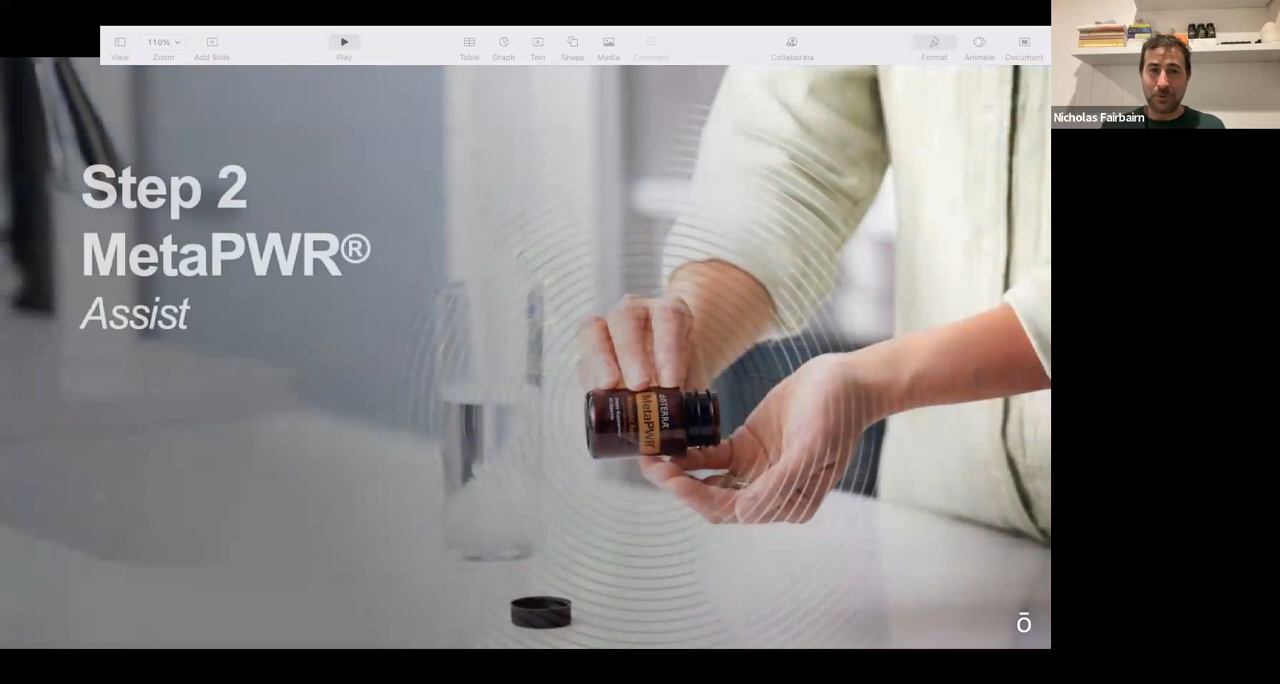 110%
View
Zoom
Add Slide
Play
Table
Graph
Text
Shape
Media
Comment
Collaborate
Format
Animate
Document
Nicholas Fairbairn
Step 2
MetaPWR®
Assist
dōTERRA
MetaPWR
ō